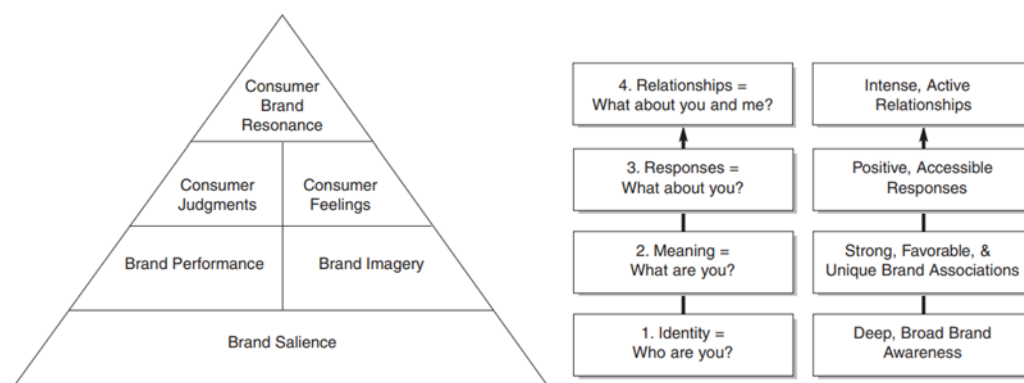 Consumer
Brand
Resonance
Consumer
Judgments
Consumer
Feelings
Brand Performance
Brand Imagery
Brand Salience
4. Relationships =
What about you and me?
3. Responses =
What about you?
2. Meaning =
What are you?
1. Identity =
Who are you?
Intense, Active
Relationships
Positive, Accessible
Responses
Strong, Favorable, &
Unique Brand Associations
Deep, Broad Brand
Awareness